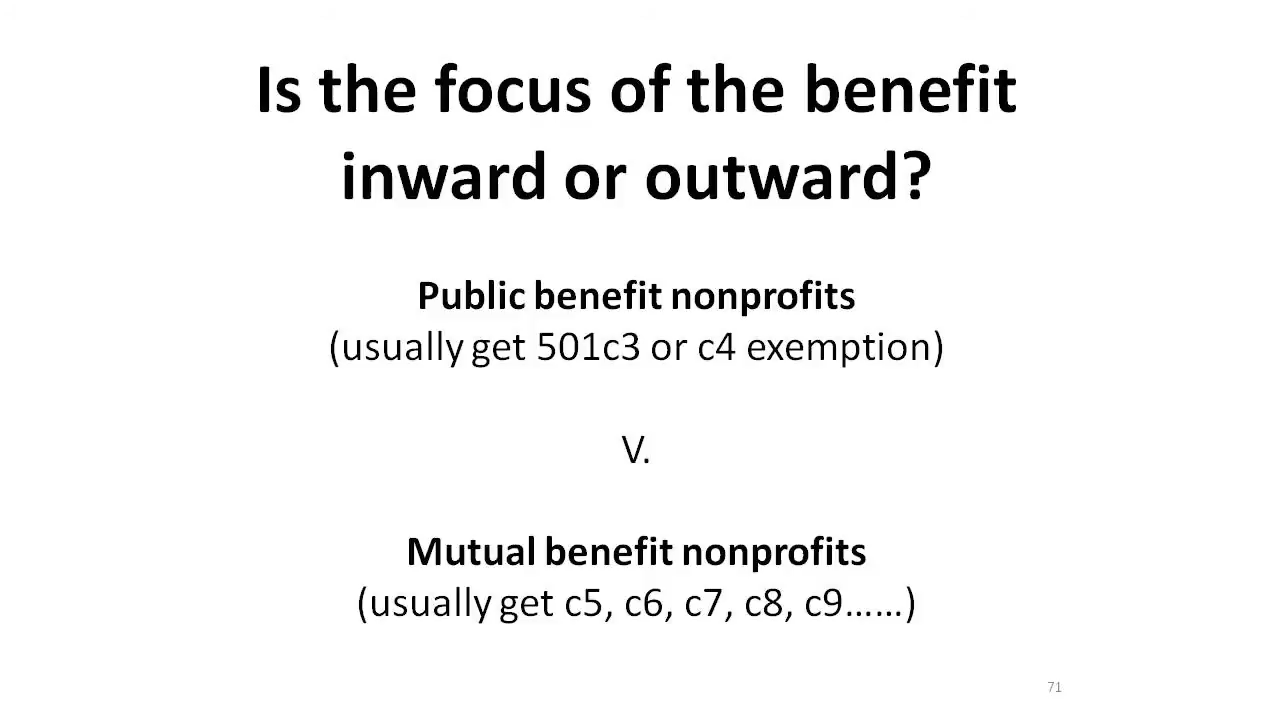 Is the focus of the benefit
inward or outward?
Public benefit nonprofits
(usually get 501c3 or c4 exemption)
V.
Mutual benefit nonprofits
(usually get c5, c6, c7, c8, c9……)
71